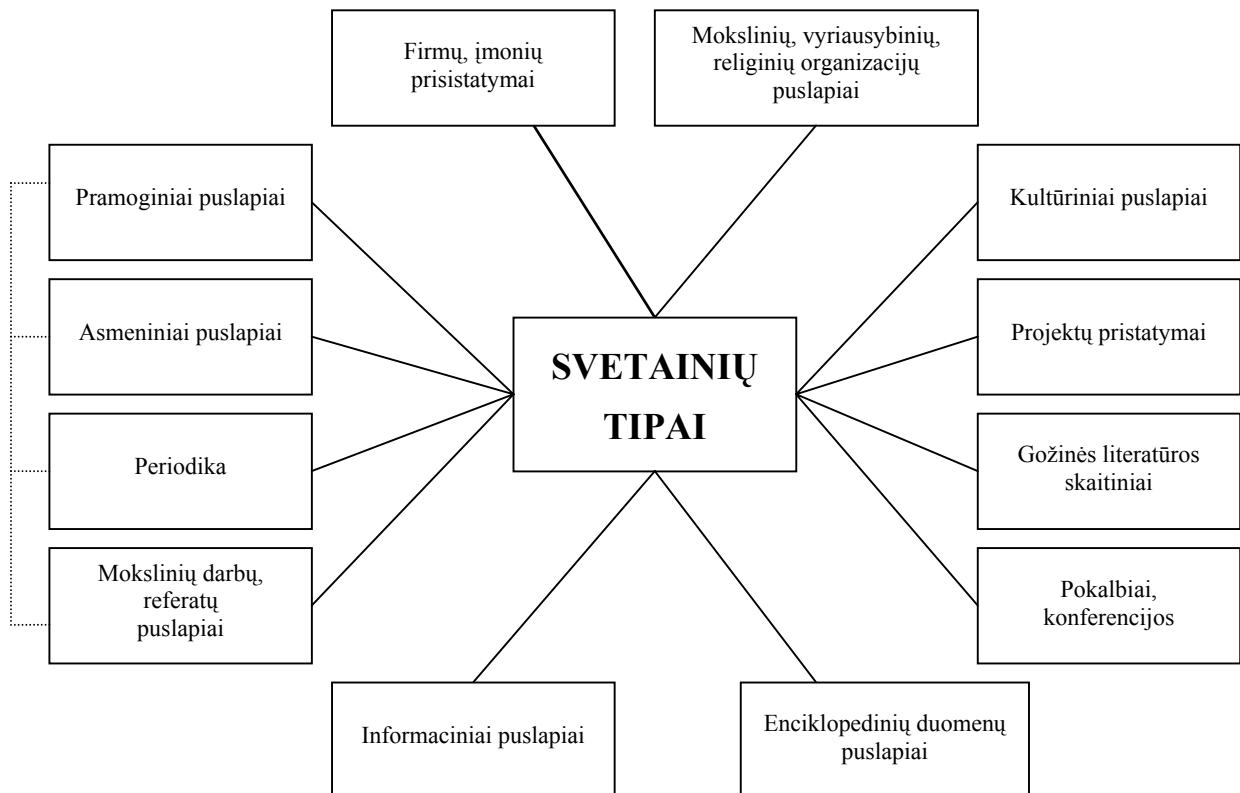 Firmų, įmonių
prisistatymai
Mokslinių, vyriausybinių,
religinių organizacijų
puslapiai
Pramoginiai puslapiai
Kultūriniai puslapiai
Asmeniniai puslapiai
SVETAINIŲ
TIPAI
Projektų pristatymai
Periodika
Gožinės literatūros
skaitiniai
Mokslinių darbų,
referatų
puslapiai
Pokalbiai,
konferencijos
Informaciniai puslapiai
Enciklopedinių duomenų
puslapiai